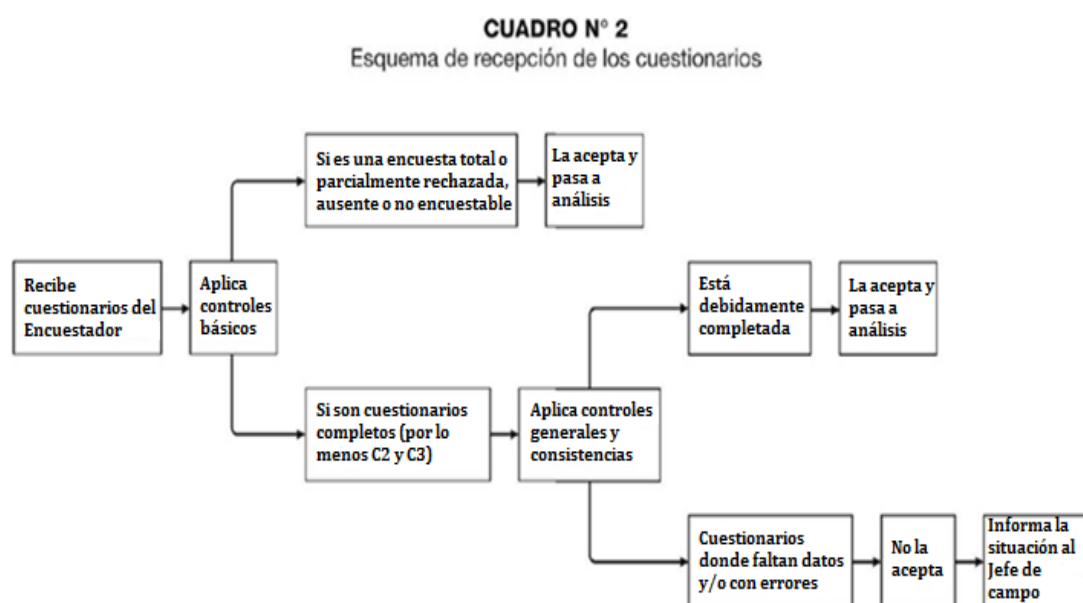 CUADRO N° 2
Esquema de recepción de los cuestionarios
Si es una encuesta total o
parcialmente rechazada,
ausente o no encuestable
La acepta y
pasa a
análisis
Recibe
cuestionarios del
Encuestador
Aplica
controles
básicos
Está
debidamente
completada
La acepta y
pasa a
análisis
Si son cuestionarios
completos (por lo
menos C2 y C3)
Aplica controles
generales y
consistencias
Cuestionarios
donde faltan datos
y/o con errores
No la
acepta
Informa la
situación al
Jefe de
campo